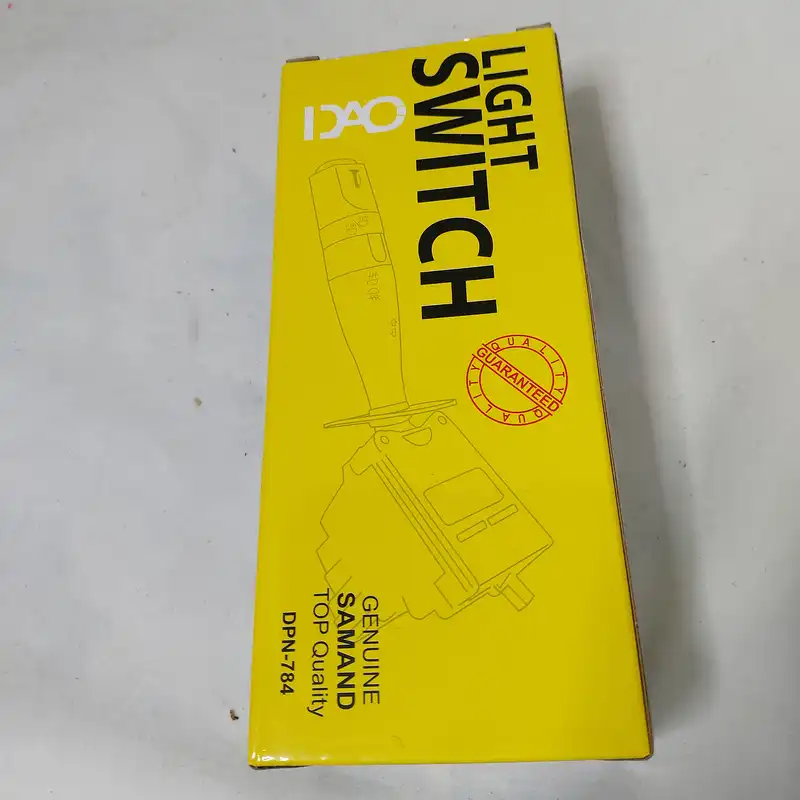 IDAO
LIGHT
SWITCH
QUALITY
GUARANTEED
QUALITY
GENUINE
SAMAND
TOP Quality
DPN-784